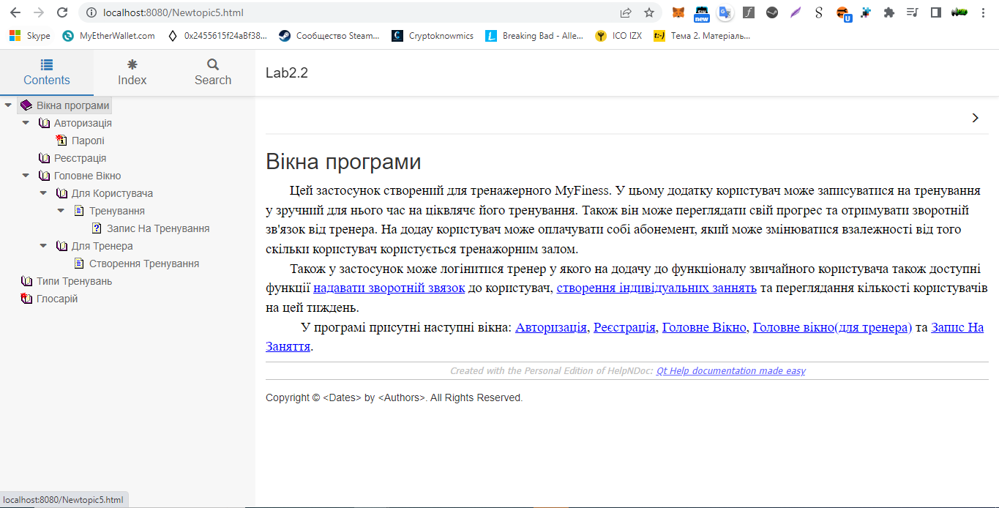 localhost:8080/Newtopic5.html
new
U
Skype
MyEtherWallet.com
0x2455615f24aBf38...
Сообщество Steam...
Cryptoknowmics
Breaking Bad - Alle...
ICO IZX
Тема 2. Матеріаль...
Contents
Index
Search
Lab2.2
Вікна програми
Авторизація
Паролі
Реєстрація
Головне Вікно
Для Користувача
Тренування
Запис На Тренування
Для Тренера
Створення Тренування
Типи Тренувань
Глосарій
Вікна програми
Цей застосунок створений для тренажерного MyFiness. У цьому додатку користувач може записуватися на тренування
у зручний для нього час на ціквлячє його тренування. Також він може переглядати свій прогрес та отримувати зворотній
зв'язок від тренера. На додау користувач може оплачувати собі абонемент, який може змінюватися взалежності від того
скільки користувач користується тренажорним залом.
Також у застосунок може логінитися тренер у якого на додачу до функціоналу звичайного користувача також доступні
функції надавати зворотній звязок до користувач, створення індивідуальних заннять та переглядання кількості користувачів
на цей тиждень.
У програмі присутні наступні вікна: Авторизація, Реєстрація, Головне Вікно, Головне вікно(для тренера) та Запис На
Заняття.
Created with the Personal Edition of HelpNDoc: Qt Help documentation made easy
Copyright © <Dates> by <Authors>. All Rights Reserved.
localhost:8080/Newtopic5.html